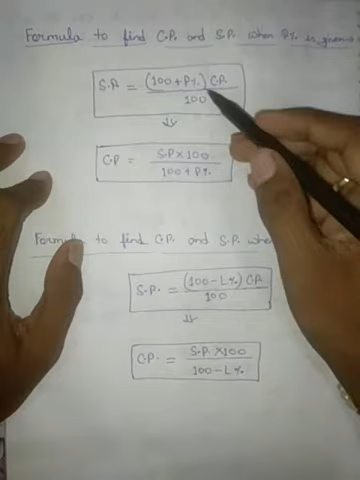 Formula to find C.P. and S.P. when P% is given
S.P. = (100 + P%) C.P. / 100
⇓
C.P = S.P × 100 / 100 + P%
Formula to find C.P. and S.P. whe
S.P. = (100 - L%) C.P. / 100
⇓
C.P. = S.P. × 100 / 100 - L%